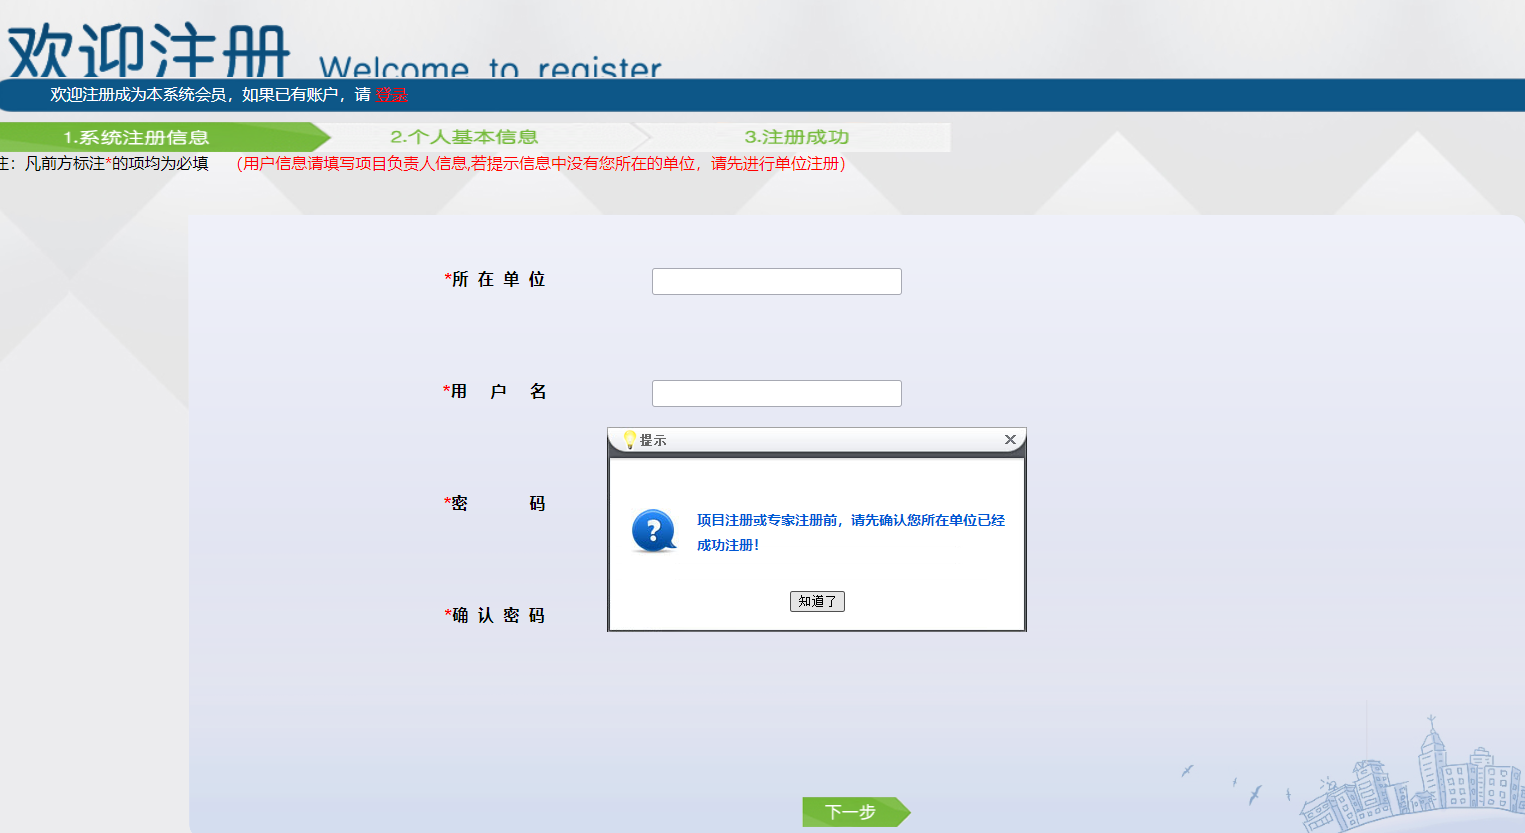 欢迎注册 Welcome to register
欢迎注册成为本系统会员，如果已有账户，请 登录
1.系统注册信息 2.个人基本信息 3.注册成功
注：凡前方标注*的项均为必填 （用户信息请填写项目负责人信息,若提示信息中没有您所在的单位，请先进行单位注册）
*所 在 单 位
*用 户 名
提示
*密 码
项目注册或专家注册前，请先确认您所在单位已经
成功注册！
知道了
*确 认 密 码
下一步